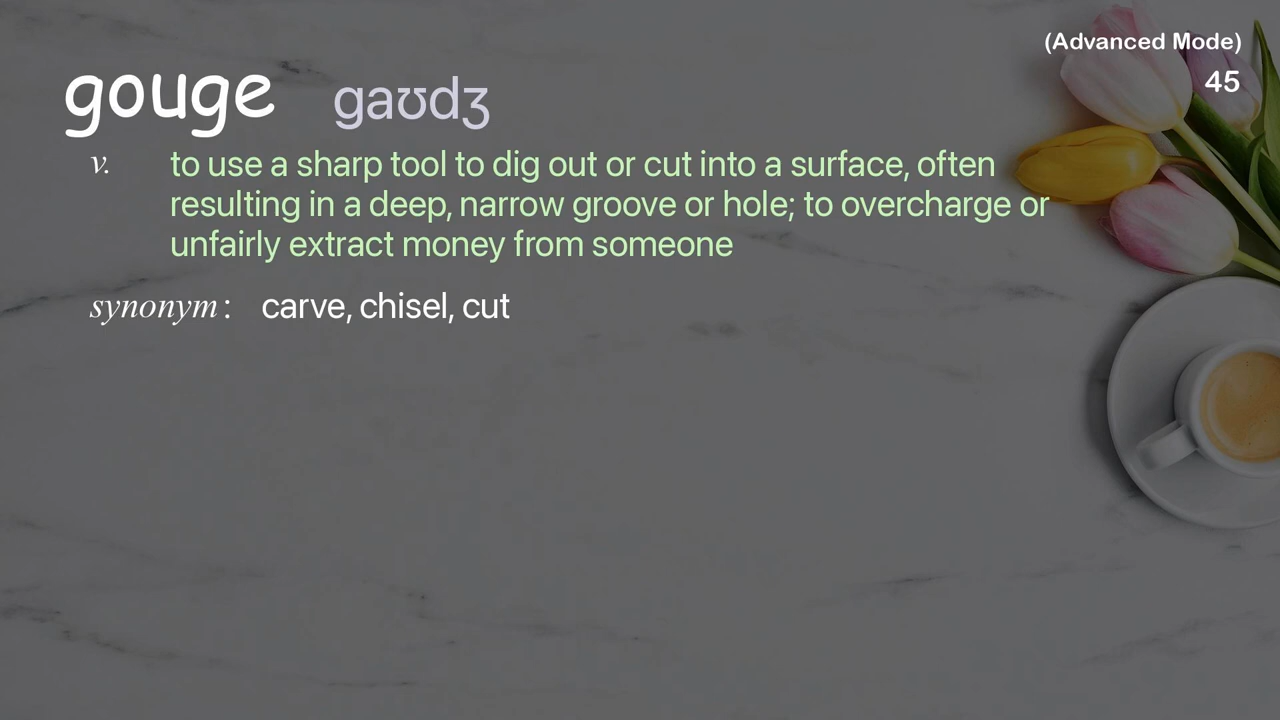 (Advanced Mode)
45
gouge gaʊdʒ
v. to use a sharp tool to dig out or cut into a surface, often
resulting in a deep, narrow groove or hole; to overcharge or
unfairly extract money from someone
synonym : carve, chisel, cut